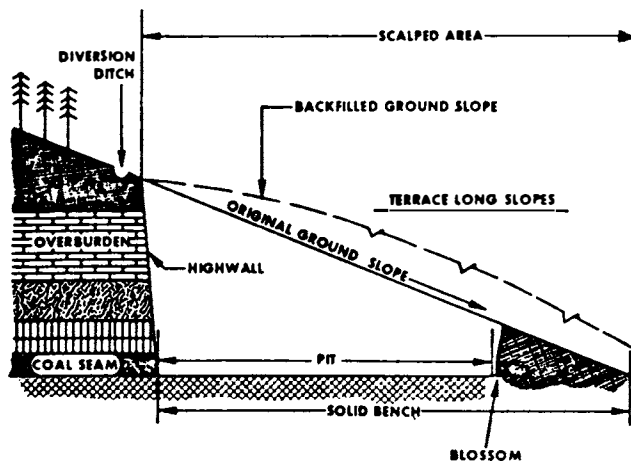 SCALPED AREA
DIVERSION
DITCH
BACKFILLED GROUND SLOPE
TERRACE LONG SLOPES
ORIGINAL GROUND SLOPE
OVERBURDEN
HIGHWALL
COAL SEAM
PIT
SOLID BENCH
BLOSSOM